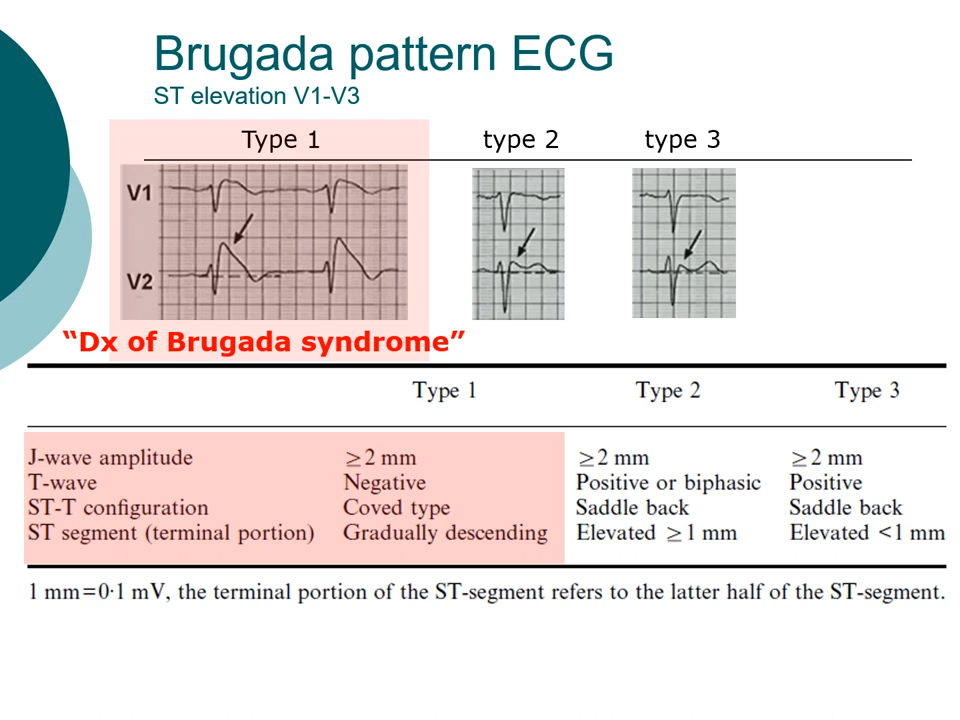 Brugada pattern ECG
ST elevation V1-V3
Type 1 type 2 type 3
V1
V2
“Dx of Brugada syndrome”
Type 1 Type 2 Type 3
J-wave amplitude ≥2 mm ≥2 mm ≥2 mm
T-wave Negative Positive or biphasic Positive
ST-T configuration Coved type Saddle back Saddle back
ST segment (terminal portion) Gradually descending Elevated ≥1 mm Elevated <1 mm
1 mm=0·1 mV, the terminal portion of the ST-segment refers to the latter half of the ST-segment.